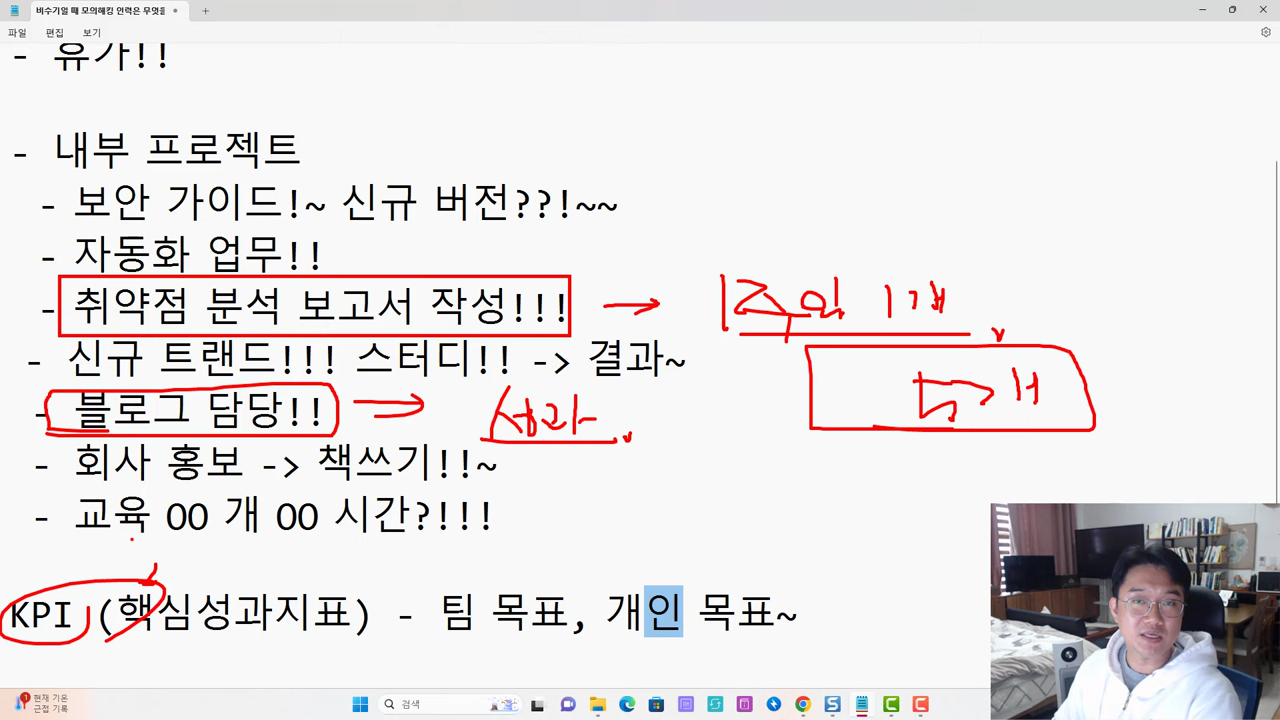 비수기일 때 모의해킹 인력은 무엇을
파일 편집 보기
- 휴가!!
- 내부 프로젝트
- 보안 가이드!~ 신규 버전??!~~
- 자동화 업무!!
- 취약점 분석 보고서 작성!!! → 주인 1개
- 신규 트랜드!!! 스터디!! -> 결과~
- 블로그 담당!! → 성과
- 회사 홍보 -> 책쓰기!!~
- 교육 00 개 00 시간?!!!
KPI (핵심성과지표) - 팀 목표, 개인 목표~
현재 기온
근접 기록
검색